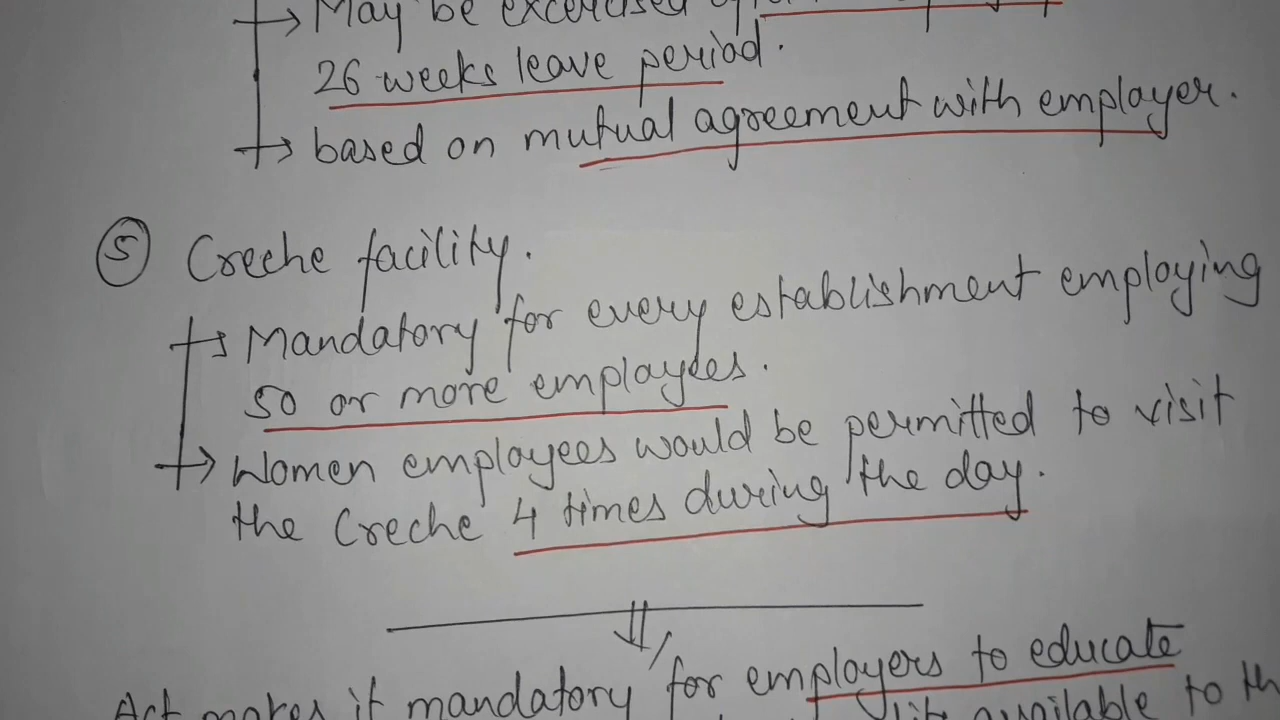 → May be excercised
26 weeks leave period.
→ based on mutual agreement with employer.
⑤ Creche facility.
→ Mandatory for every establishment employing
50 or more employees.
→ Women employees would be permitted to visit
the Creche 4 times during the day.
Act makes it mandatory for employers to educate
available to th